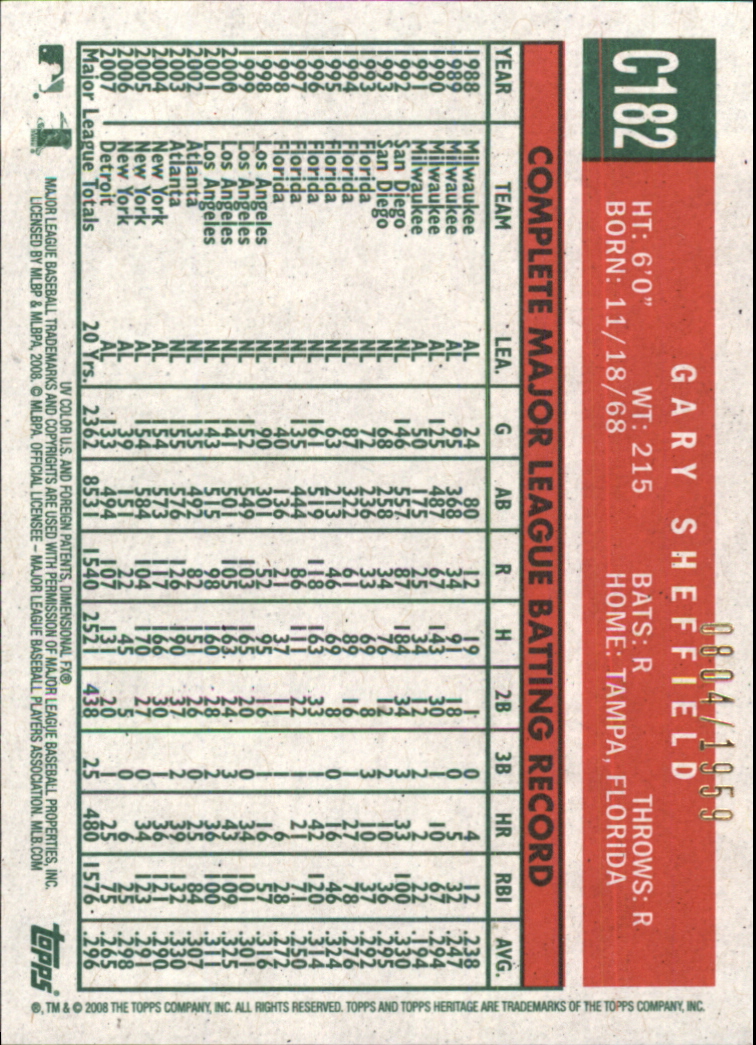 0804/1959
C182
GARY SHEFFIELD
HT: 6'0" WT: 215 BATS: R THROWS: R
BORN: 11/18/68 HOME: TAMPA, FLORIDA
COMPLETE MAJOR LEAGUE BATTING RECORD
YEAR TEAM LEA. G AB R H 2B 3B HR RBI AVG.
1988 Milwaukee AL 24 80 12 19 1 0 4 12 .238
1989 Milwaukee AL 95 368 34 91 18 0 5 32 .247
1990 Milwaukee AL 125 487 67 143 30 1 10 67 .294
1991 Milwaukee AL 50 175 25 34 12 2 2 22 .194
1992 San Diego NL 146 557 87 184 34 3 33 100 .330
1993 San Diego NL 68 258 34 76 12 2 10 36 .295
1993 Florida NL 72 236 33 69 8 3 10 37 .292
1994 Florida NL 87 322 61 89 16 1 27 78 .276
1995 Florida NL 63 213 46 69 8 0 16 46 .324
1996 Florida NL 161 519 118 163 33 1 42 120 .314
1997 Florida NL 135 444 86 111 22 1 21 71 .250
1998 Florida NL 40 136 21 37 11 1 6 28 .272
1998 Los Angeles NL 90 301 52 95 16 1 16 57 .316
1999 Los Angeles NL 152 549 103 165 20 0 34 101 .301
2000 Los Angeles NL 141 501 105 163 24 3 43 109 .325
2001 Los Angeles NL 143 515 98 160 28 2 36 100 .311
2002 Atlanta NL 135 492 82 151 26 0 25 84 .307
2003 Atlanta NL 155 576 126 190 37 2 39 132 .330
2004 New York AL 154 573 117 166 30 1 36 121 .290
2005 New York AL 154 584 104 170 27 0 34 123 .291
2006 New York AL 39 151 22 45 5 0 6 25 .298
2007 Detroit AL 133 494 107 131 20 1 25 75 .265
Major League Totals 20 Yrs. 2362 8531 1540 2521 438 25 480 1576 .296
UV COLOR U.S. AND FOREIGN PATENTS, DIMENSIONAL FX®
MAJOR LEAGUE BASEBALL TRADEMARKS AND COPYRIGHTS ARE USED WITH PERMISSION OF MAJOR LEAGUE BASEBALL PROPERTIES, INC.
LICENSED BY MLBP & MLBPA, 2008. © MLBPA. OFFICIAL LICENSEE – MAJOR LEAGUE BASEBALL PLAYERS ASSOCIATION. MLB.COM
topps®
®, TM & © 2008 THE TOPPS COMPANY, INC. ALL RIGHTS RESERVED. TOPPS AND TOPPS HERITAGE ARE TRADEMARKS OF THE TOPPS COMPANY, INC.